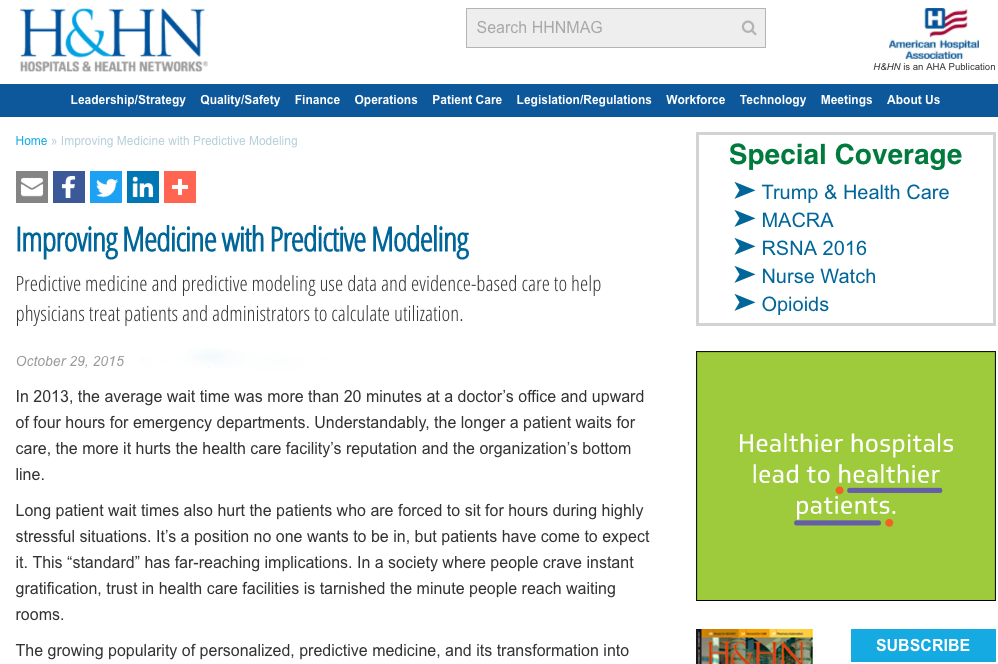 H&HN
HOSPITALS & HEALTH NETWORKS®
Search HHNMAG
H
American Hospital
Association
H&HN is an AHA Publication
Leadership/Strategy Quality/Safety Finance Operations Patient Care Legislation/Regulations Workforce Technology Meetings About Us
Home » Improving Medicine with Predictive Modeling
f in +
Improving Medicine with Predictive Modeling
Predictive medicine and predictive modeling use data and evidence-based care to help
physicians treat patients and administrators to calculate utilization.
October 29, 2015
In 2013, the average wait time was more than 20 minutes at a doctor's office and upward
of four hours for emergency departments. Understandably, the longer a patient waits for
care, the more it hurts the health care facility's reputation and the organization's bottom
line.
Long patient wait times also hurt the patients who are forced to sit for hours during highly
stressful situations. It's a position no one wants to be in, but patients have come to expect
it. This “standard” has far-reaching implications. In a society where people crave instant
gratification, trust in health care facilities is tarnished the minute people reach waiting
rooms.
The growing popularity of personalized, predictive medicine, and its transformation into
Special Coverage
➤ Trump & Health Care
➤ MACRA
➤ RSNA 2016
➤ Nurse Watch
➤ Opioids
Healthier hospitals
lead to healthier
patients.
H&HN
SUBSCRIBE